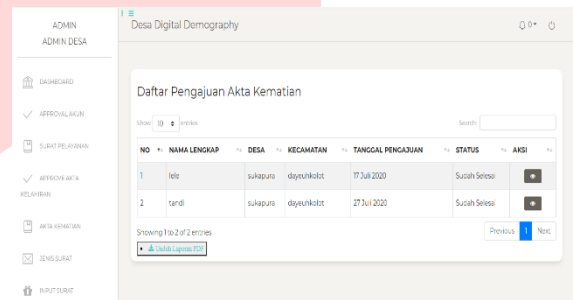 ADMIN
ADMIN DESA
DASHBOARD
APPROVAL AKUN
SURAT PELAYANAN
APPROVE AKTA
KELAHIRAN
AKTA KEMATIAN
JENIS SURAT
INPUT SURAT
Desa Digital Demography
0
Daftar Pengajuan Akta Kematian
Show 10 entries
Search:
NO NAMA LENGKAP DESA KECAMATAN TANGGAL PENGAJUAN STATUS AKSI
1 lele sukapura dayeuhkolot 17 Juli 2020 Sudah Selesai
2 tandi sukapura dayeuhkolot 27 Juli 2020 Sudah Selesai
Showing 1 to 2 of 2 entries
Previous 1 Next
Unduh Laporan PDF